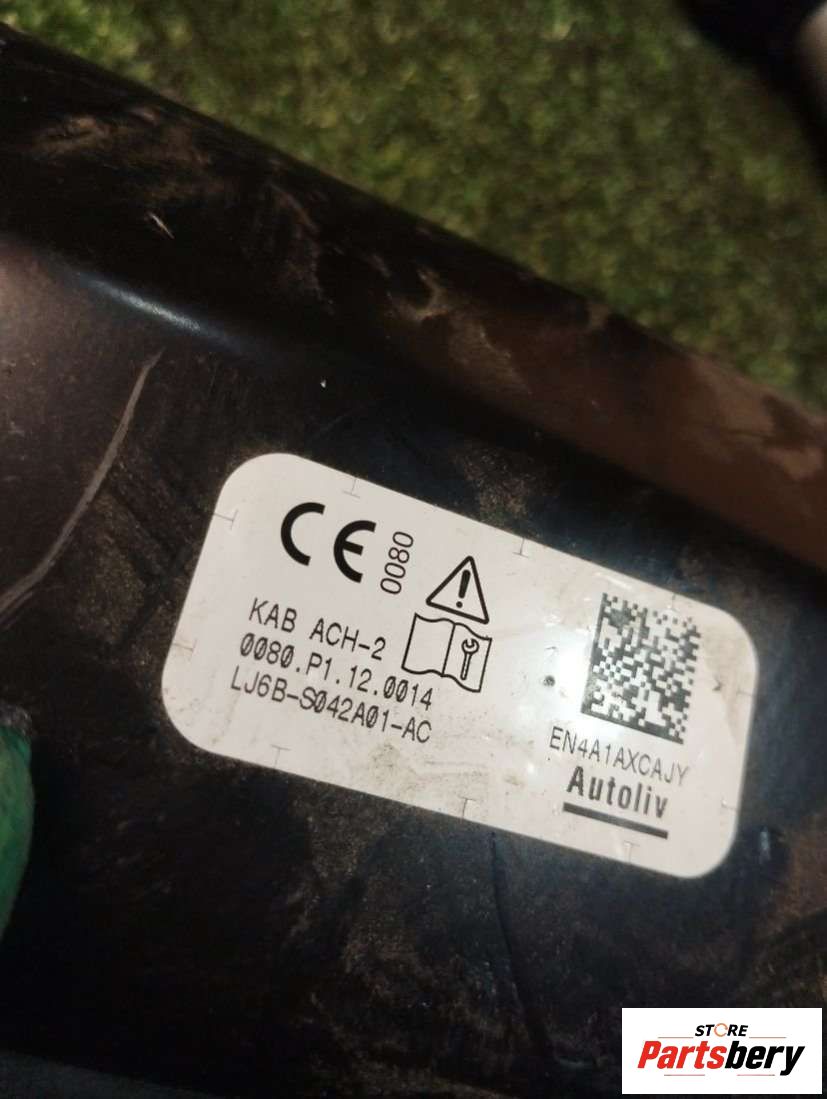 CE 0080
KAB ACH-2
0080.P1.12.0014
LJ6B-S042A01-AC
EN4A1AXCAJY
Autoliv
STORE
Partsbery